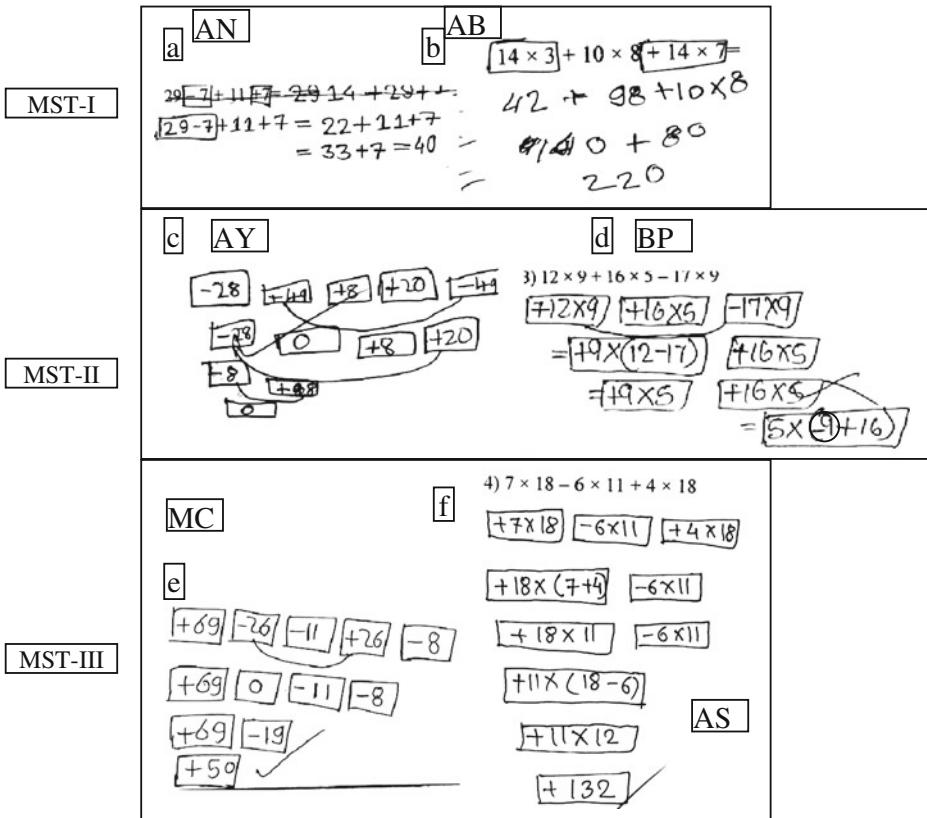 MST-I
a AN
29 -7 + 11 +7 = 29 14 + 29 + 7
29-7 +11+7 = 22+11+7
= 33+7 =40
b AB
14 × 3 + 10 × 8 + 14 × 7 =
42 + 98 +10×8
= 140 + 80
= 220
MST-II
c AY
-28 +49 +8 +20 -49
-28 0 +8 +20
-8 +88
0
d BP
3) 12 × 9 + 16 × 5 − 17 × 9
+12×9 +16×5 -17×9
= +9×(12-17) +16×5
= +9×5 +16×5
= 5×(-9+16)
MST-III
MC
e
+69 -26 -11 +26 -8
+69 0 -11 -8
+69 -19
+50 ✓
f
4) 7 × 18 − 6 × 11 + 4 × 18
+7×18 -6×11 +4×18
+18×(7+4) -6×11
+18×11 -6×11
+11×(18-6)
AS
+11×12
+132